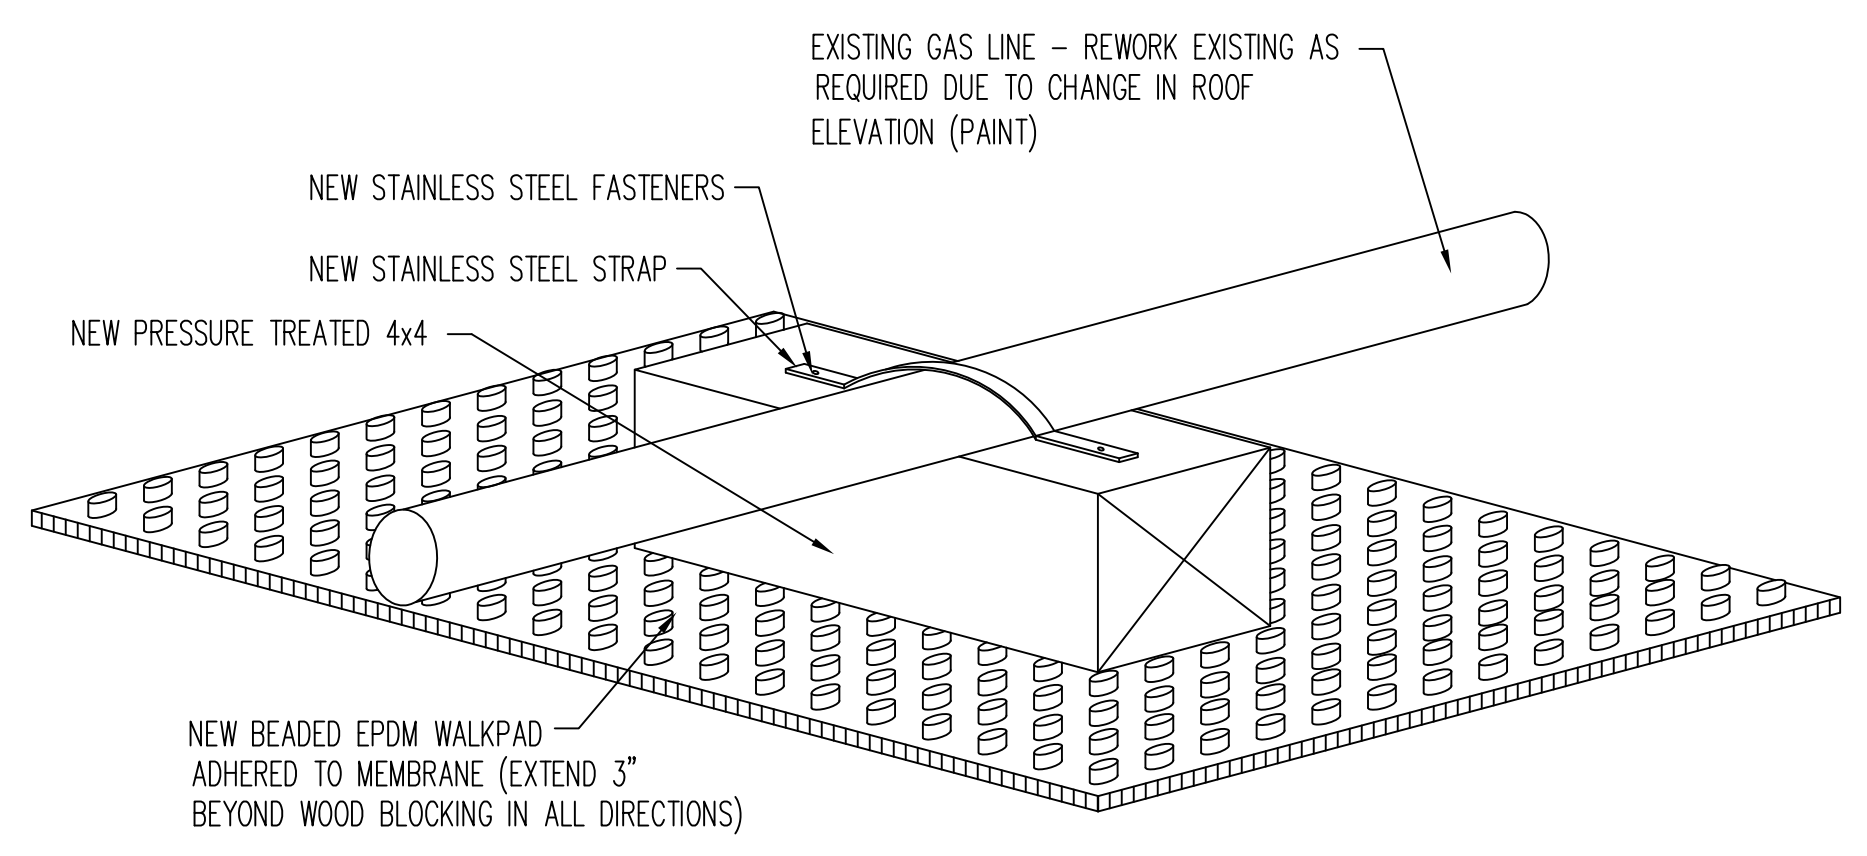 EXISTING GAS LINE – REWORK EXISTING AS
REQUIRED DUE TO CHANGE IN ROOF
ELEVATION (PAINT)
NEW STAINLESS STEEL FASTENERS
NEW STAINLESS STEEL STRAP
NEW PRESSURE TREATED 4x4
NEW BEADED EPDM WALKPAD
ADHERED TO MEMBRANE (EXTEND 3"
BEYOND WOOD BLOCKING IN ALL DIRECTIONS)